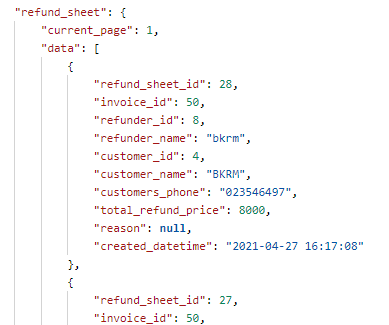 "refund_sheet": {
"current_page": 1,
"data": [
{
"refund_sheet_id": 28,
"invoice_id": 50,
"refunder_id": 8,
"refunder_name": "bkrm",
"customer_id": 4,
"customer_name": "BKRM",
"customers_phone": "023546497",
"total_refund_price": 8000,
"reason": null,
"created_datetime": "2021-04-27 16:17:08"
},
{
"refund_sheet_id": 27,
"invoice_id": 50,